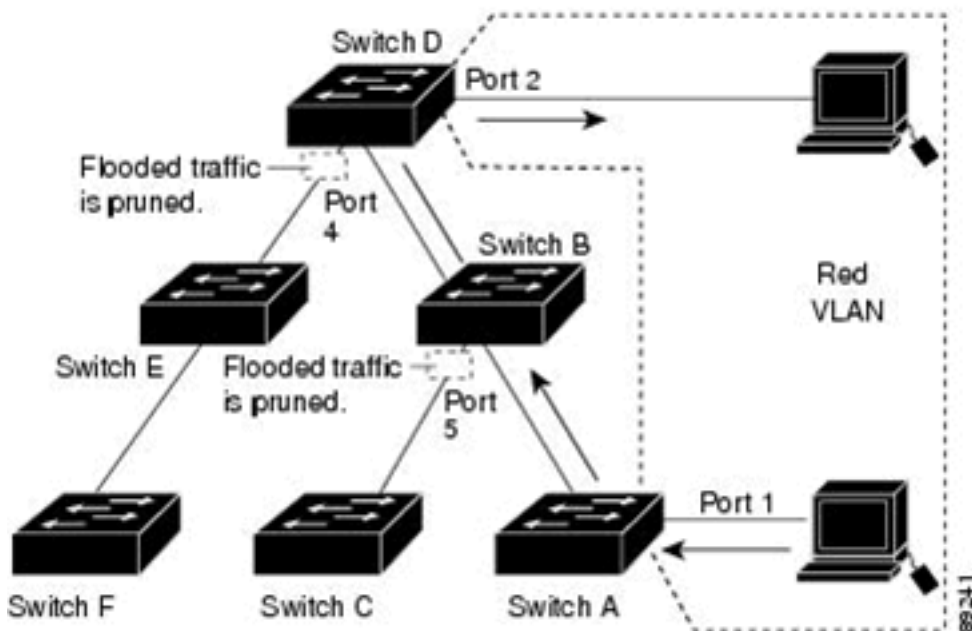 Switch D
Port 2
Flooded traffic
is pruned.
Port
4
Switch B
Red
VLAN
Switch E
Flooded traffic
is pruned.
Port
5
Port 1
Switch F
Switch C
Switch A